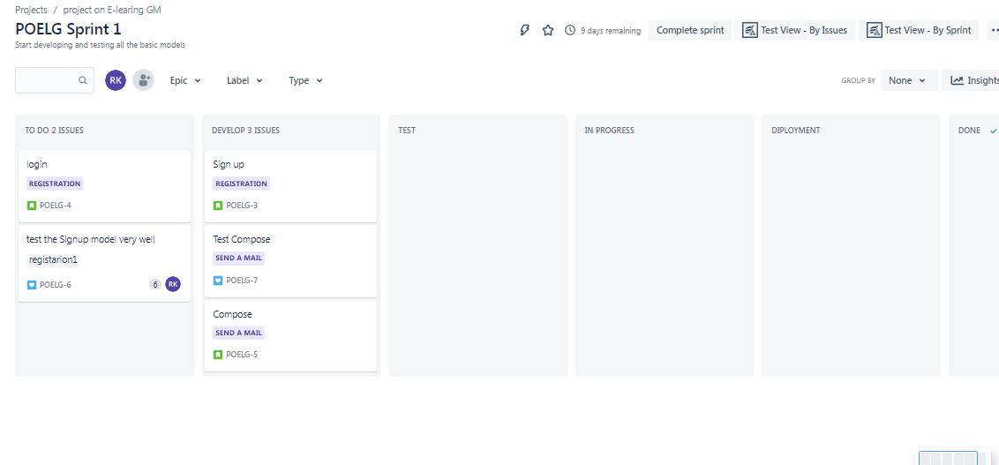 Projects / project on E-learing GM
POELG Sprint 1
Start developing and testing all the basic models
9 days remaining
Complete sprint
Test View - By Issues
Test View - By Sprint
RK
Epic
Label
Type
GROUP BY
None
Insights
TO DO 2 ISSUES
login
REGISTRATION
POELG-4
test the Signup model very well
registarion1
POELG-6
6
RK
DEVELOP 3 ISSUES
Sign up
REGISTRATION
POELG-3
Test Compose
SEND A MAIL
POELG-7
Compose
SEND A MAIL
POELG-5
TEST
IN PROGRESS
DIPLOYMENT
DONE